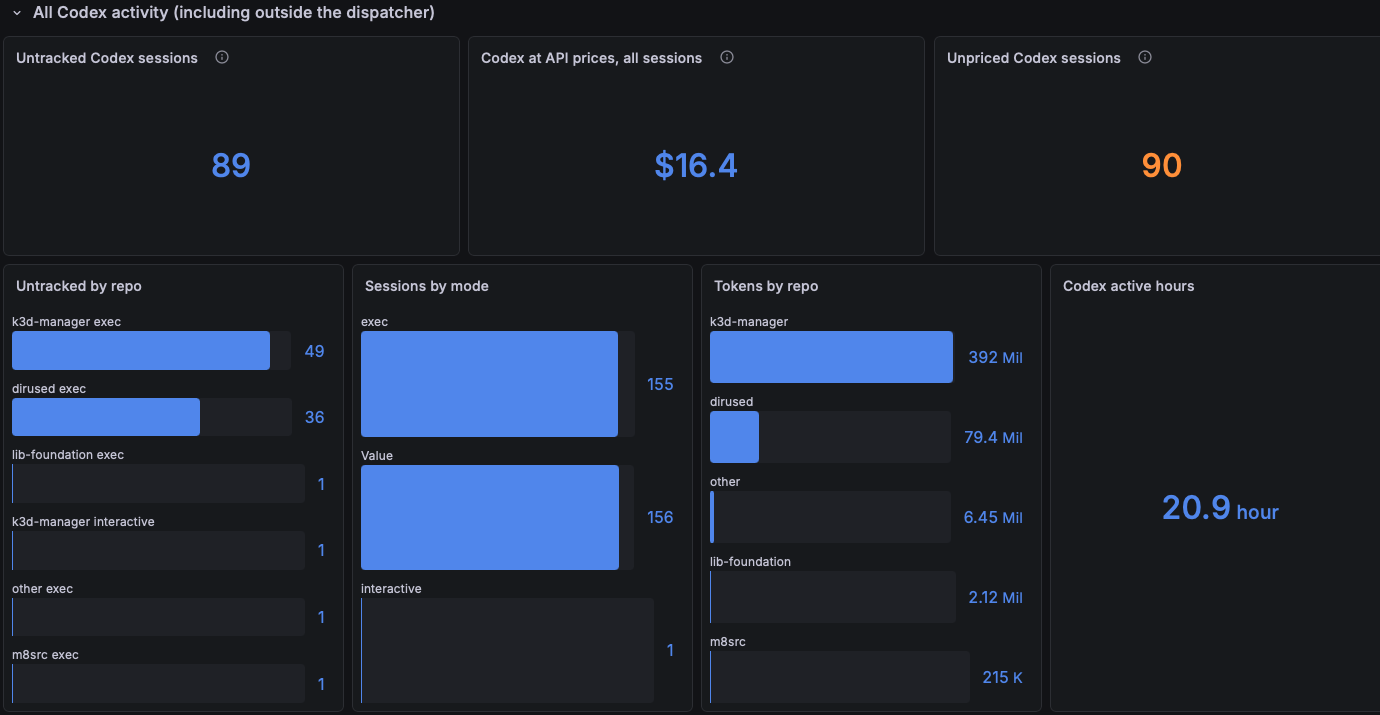 All Codex activity (including outside the dispatcher)
Untracked Codex sessions
89
Codex at API prices, all sessions
$16.4
Unpriced Codex sessions
90
Untracked by repo
k3d-manager exec
49
dirused exec
36
lib-foundation exec
1
k3d-manager interactive
1
other exec
1
m8src exec
1
Sessions by mode
exec
155
Value
156
interactive
1
Tokens by repo
k3d-manager
392 Mil
dirused
79.4 Mil
other
6.45 Mil
lib-foundation
2.12 Mil
m8src
215 K
Codex active hours
20.9 hour